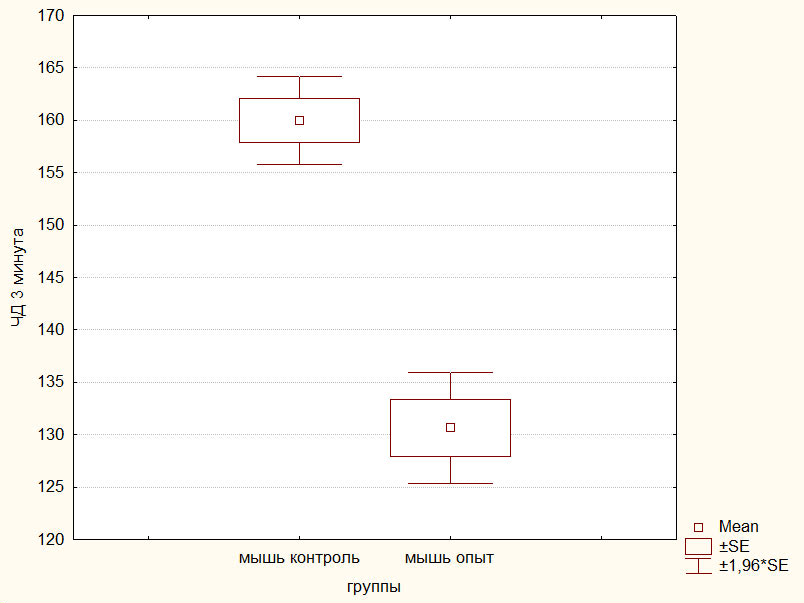 170
165
160
155
150
145
140
135
130
125
120
ЧД 3 минута
мышь контроль
мышь опыт
группы
Mean
±SE
±1,96*SE